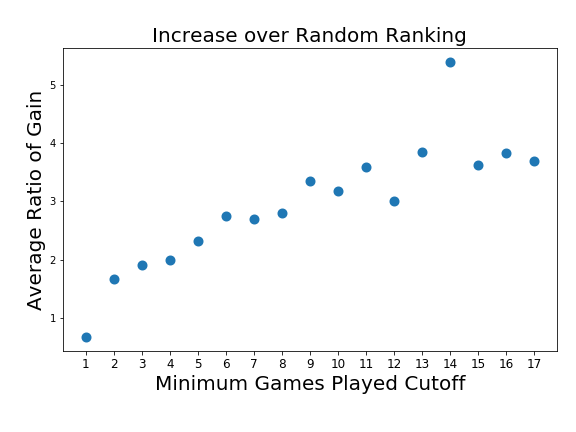 Increase over Random Ranking
Average Ratio of Gain
5
4
3
2
1
1 2 3 4 5 6 7 8 9 10 11 12 13 14 15 16 17
Minimum Games Played Cutoff